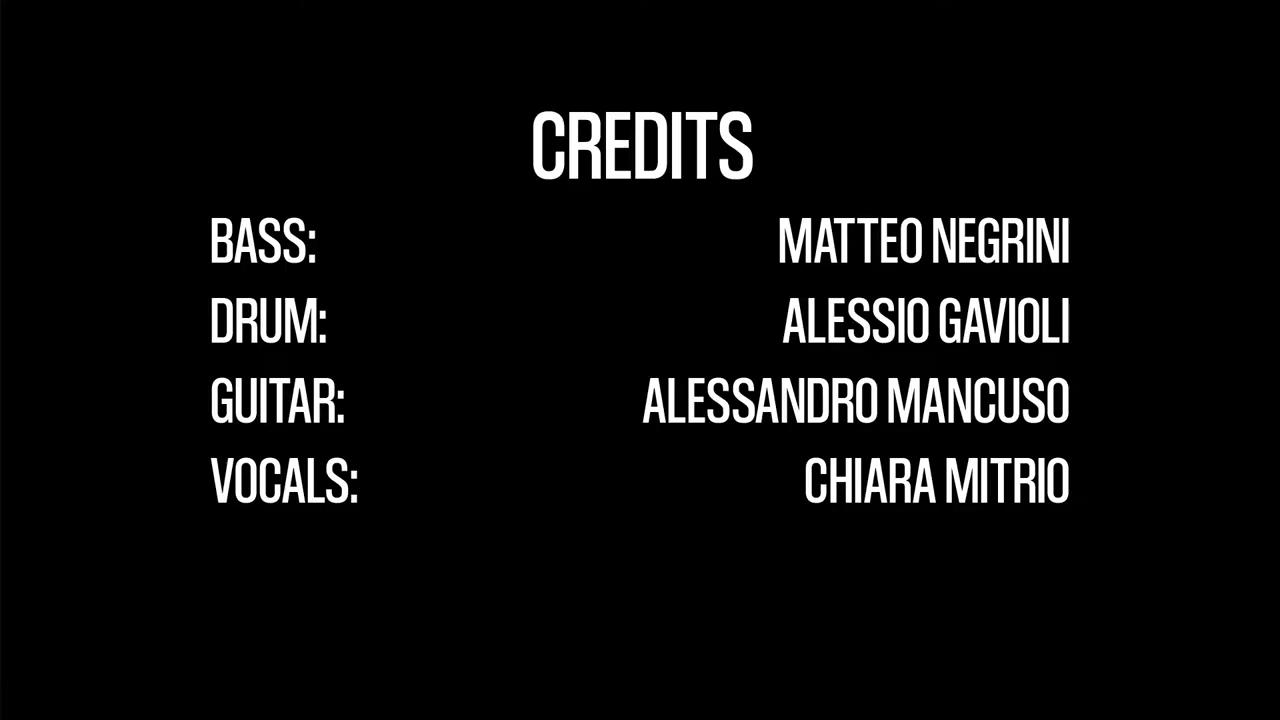 CREDITS
BASS: MATTEO NEGRINI
DRUM: ALESSIO GAVIOLI
GUITAR: ALESSANDRO MANCUSO
VOCALS: CHIARA MITRIO